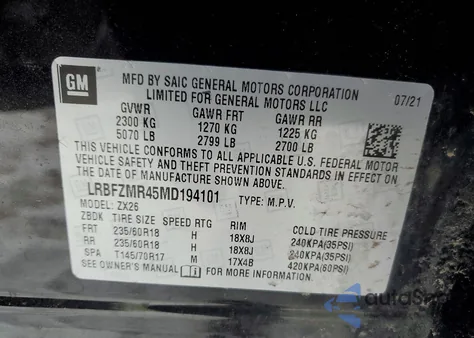 GM
MFD BY SAIC GENERAL MOTORS CORPORATION
LIMITED FOR GENERAL MOTORS LLC
07/21
GVWR GAWR FRT GAWR RR
2300 KG 1270 KG 1225 KG
5070 LB 2799 LB 2700 LB
THIS VEHICLE CONFORMS TO ALL APPLICABLE U.S. FEDERAL MOTOR
VEHICLE SAFETY AND THEFT PREVENTION STANDARDS IN EFFECT ON
THE DATE OF MANUFACTURE SHOWN ABOVE.
LRBFZMR45MD194101 TYPE: M.P.V.
MODEL: ZX26
ZBDK TIRE SIZE SPEED RTG RIM COLD TIRE PRESSURE
FRT 235/60R18 H 18X8J 240KPA(35PSI)
RR 235/60R18 H 18X8J 240KPA(35PSI)
SPA T145/70R17 M 17X4B 420KPA(60PSI)
SEE OWNER'S MANUAL FOR ADDITIONAL INFORMATION.